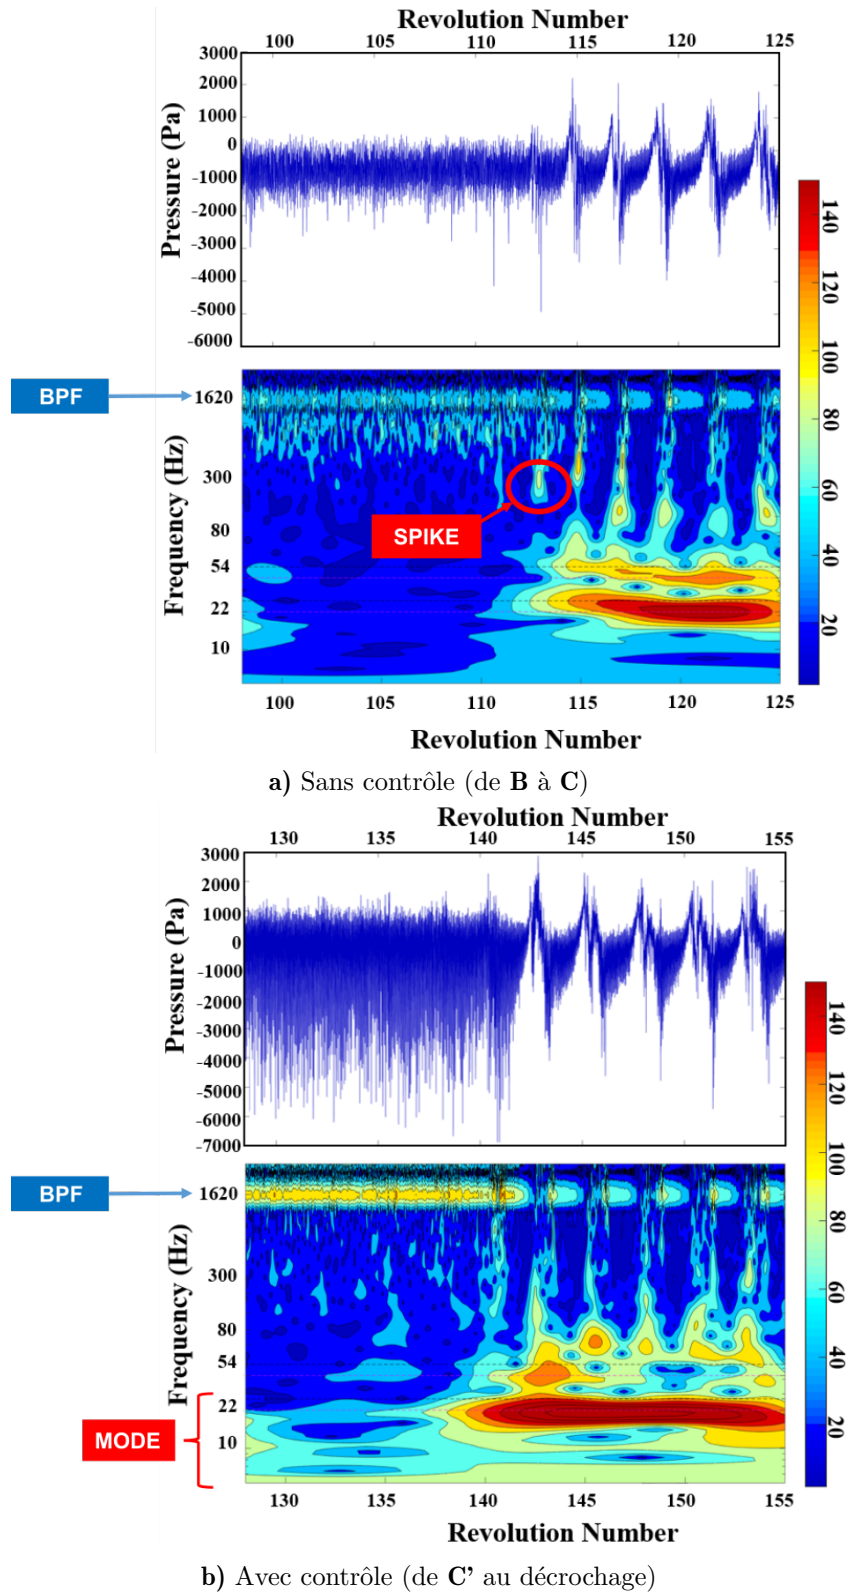 Revolution Number
100 105 110 115 120 125
Pressure (Pa)
3000
2000
1000
0
-1000
-2000
-3000
-4000
-5000
-6000
BPF
Frequency (Hz)
1620
300
80
54
22
10
SPIKE
140
120
100
80
60
40
20
100 105 110 115 120 125
Revolution Number
a) Sans contrôle (de B à C)
Revolution Number
130 135 140 145 150 155
Pressure (Pa)
3000
2000
1000
0
-1000
-2000
-3000
-4000
-5000
-6000
-7000
BPF
Frequency (Hz)
1620
300
80
54
22
10
MODE
140
120
100
80
60
40
20
130 135 140 145 150 155
Revolution Number
b) Avec contrôle (de C’ au décrochage)